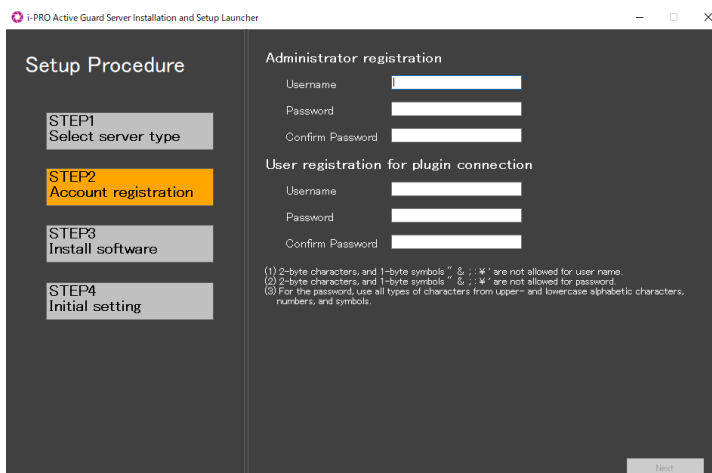 i-PRO Active Guard Server Installation and Setup Launcher
Setup Procedure
STEP1
Select server type
STEP2
Account registration
STEP3
Install software
STEP4
Initial setting
Administrator registration
Username
Password
Confirm Password
User registration for plugin connection
Username
Password
Confirm Password
(1) 2-byte characters, and 1-byte symbols ” & ; : ¥ ’ are not allowed for user name.
(2) 2-byte characters, and 1-byte symbols ” & ; : ¥ ’ are not allowed for password.
(3) For the password, use all types of characters from upper- and lowercase alphabetic characters,
numbers, and symbols.
Next